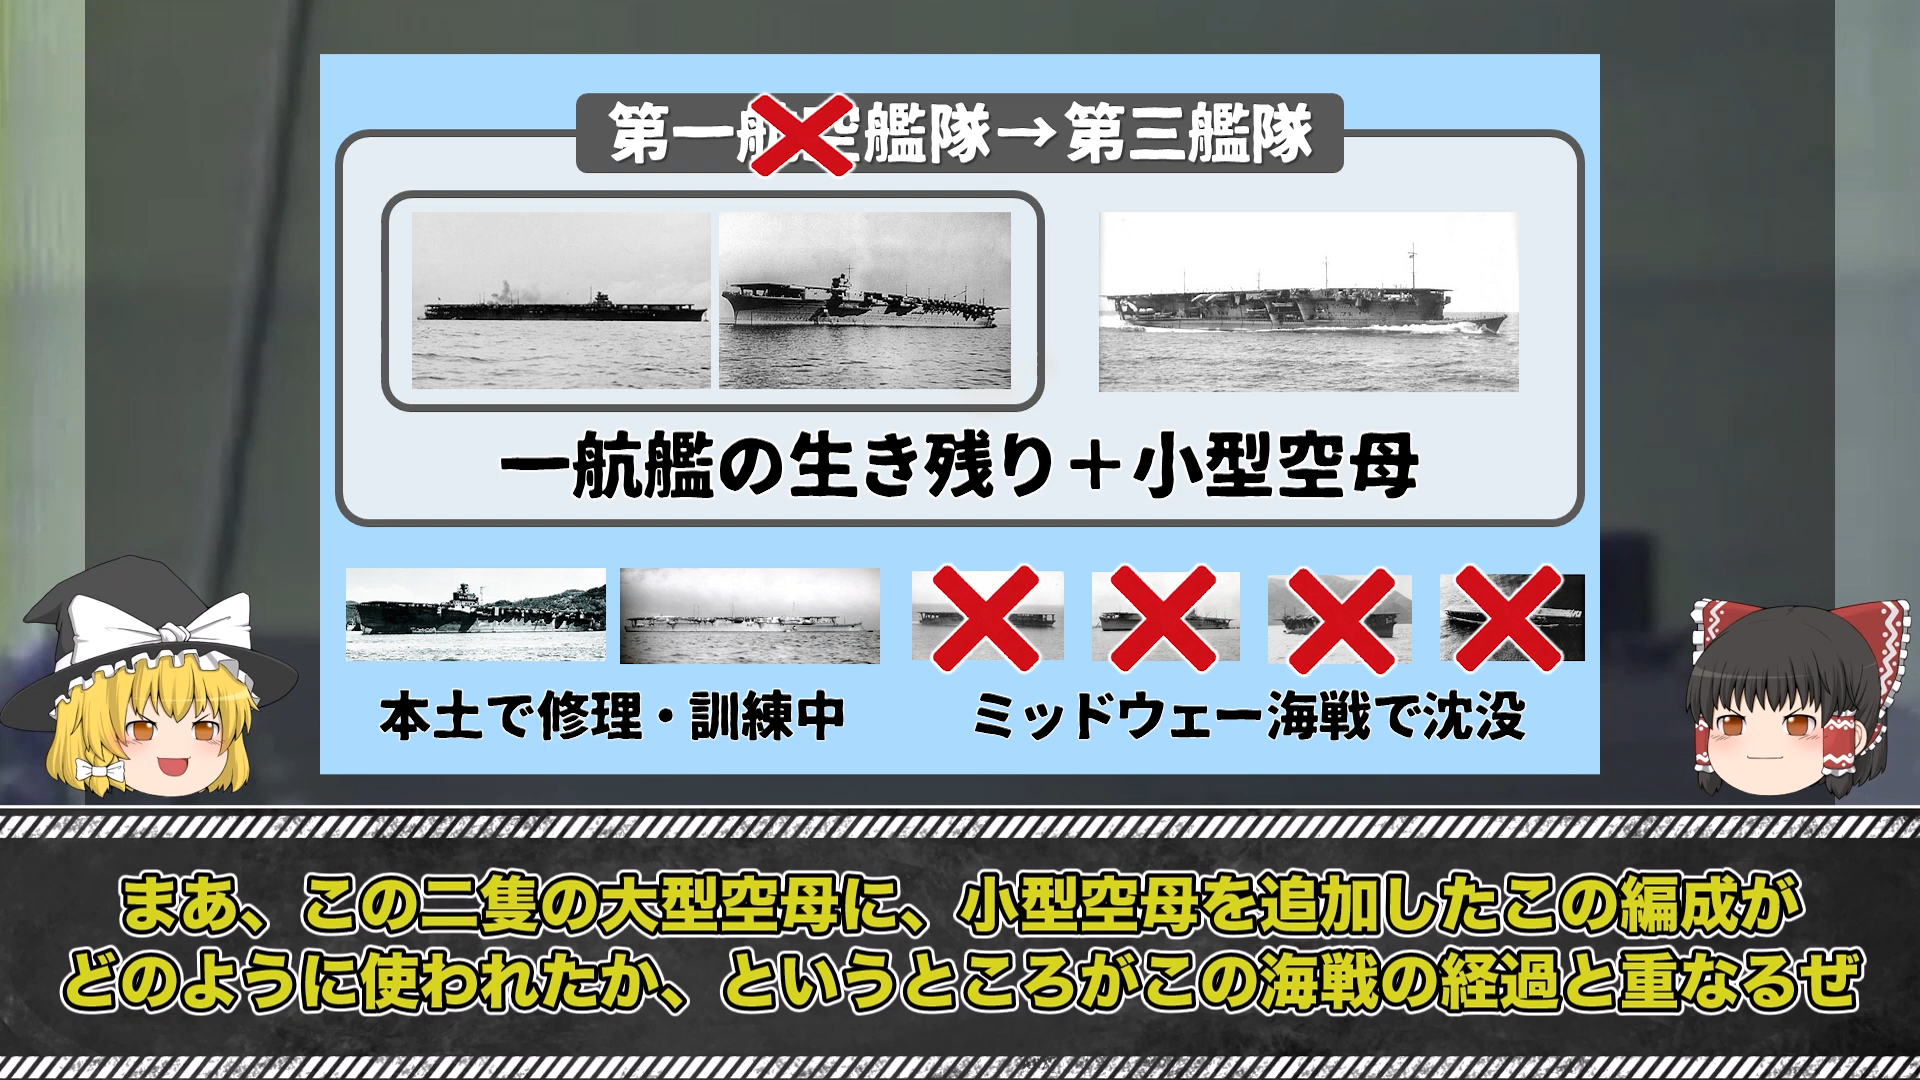 第一航空艦隊→第三艦隊
一航艦の生き残り＋小型空母
本土で修理・訓練中
ミッドウェー海戦で沈没
まあ、この二隻の大型空母に、小型空母を追加したこの編成が
どのように使われたか、というところがこの海戦の経過と重なるぜ